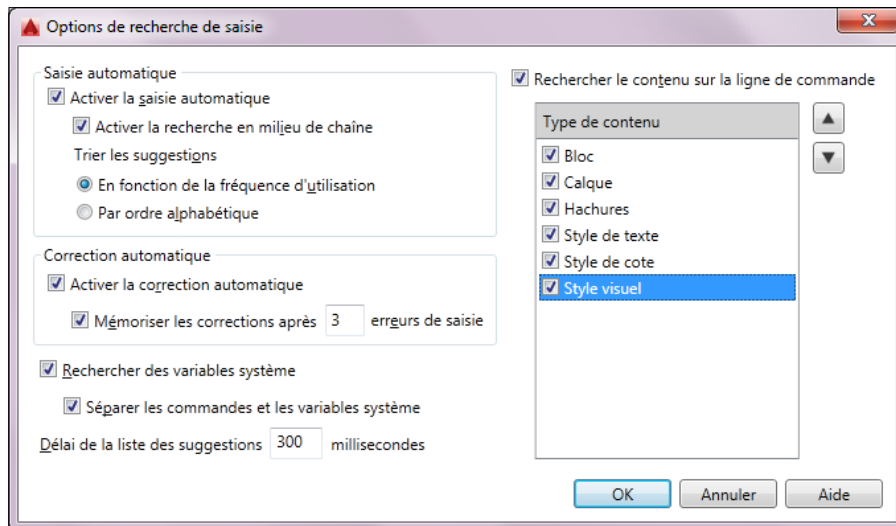 Options de recherche de saisie
Saisie automatique
Activer la saisie automatique
Activer la recherche en milieu de chaîne
Trier les suggestions
En fonction de la fréquence d'utilisation
Par ordre alphabétique
Correction automatique
Activer la correction automatique
Mémoriser les corrections après 3 erreurs de saisie
Rechercher des variables système
Séparer les commandes et les variables système
Délai de la liste des suggestions 300 millisecondes
Rechercher le contenu sur la ligne de commande
Type de contenu
Bloc
Calque
Hachures
Style de texte
Style de cote
Style visuel
OK
Annuler
Aide